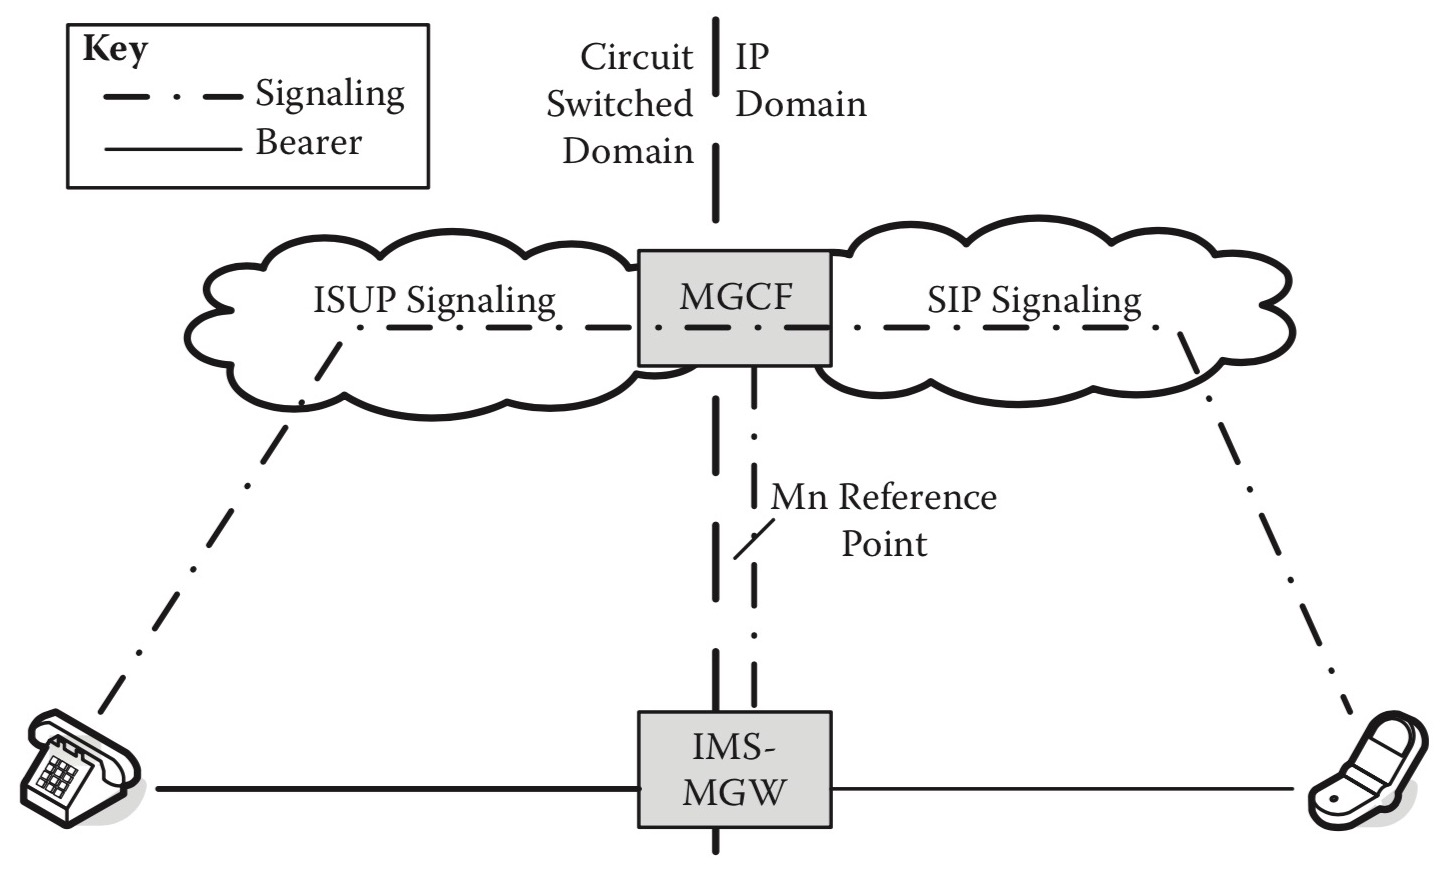 Key
Signaling
Bearer
Circuit
Switched
Domain
IP
Domain
ISUP Signaling
MGCF
SIP Signaling
Mn Reference
Point
IMS-
MGW